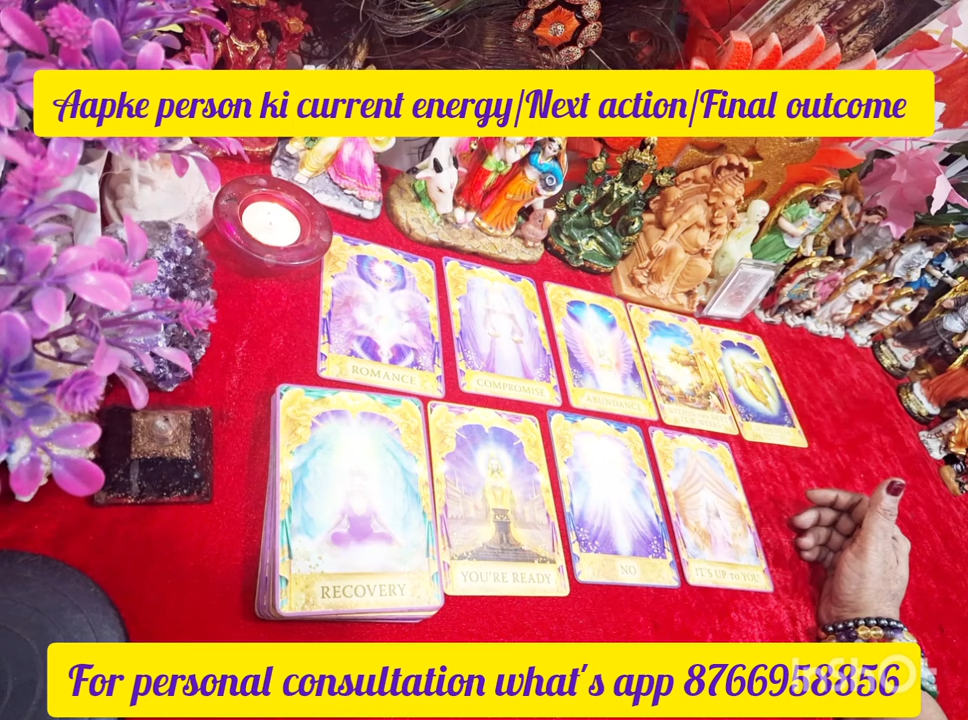 Aapke person ki current energy/Next action/Final outcome
ROMANCE
COMPROMISE
ABUNDANCE
RECOVERY
YOU'RE READY
NO
IT'S UP TO YOU
For personal consultation what's app 8766958856